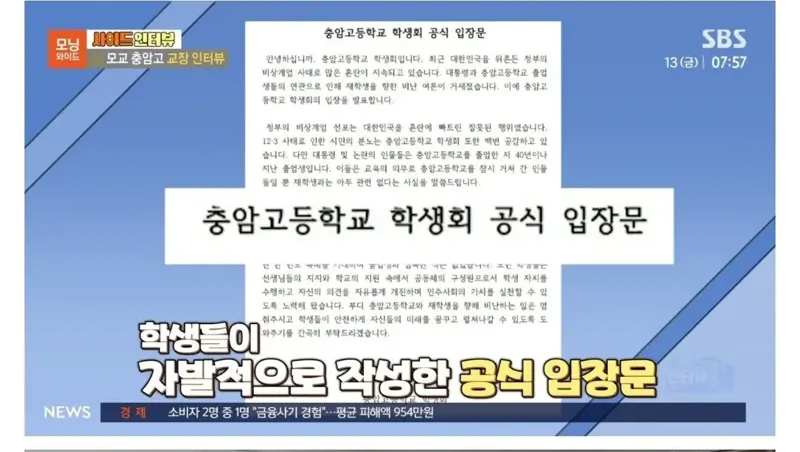 모닝
와이드
사이드인터뷰
모교 충암고 교장 인터뷰
SBS
13(금) 07:57
충암고등학교 학생회 공식 입장문
안녕하십니까, 충암고등학교 학생회입니다. 최근 대한민국을 뒤흔든 정부의
비상계엄 사태로 많은 혼란이 지속되고 있습니다. 대통령과 충암고등학교 졸업
생들의 연관으로 인해 재학생을 향한 비난 여론이 거세졌습니다. 이에 충암고
등학교 학생회의 입장을 발표합니다.
정부의 비상계엄 선포는 대한민국을 혼란에 빠트린 잘못된 행위였습니다.
12·3 사태로 인한 시민의 분노는 충암고등학교 학생회 또한 백번 공감하고 있
습니다. 다만 대통령 및 논란의 인물들은 충암고등학교를 졸업한 지 40년이나
지난 졸업생입니다. 이들은 교육의 의무로 충암고등학교를 잠시 거쳐 간 인물
들일 뿐 재학생과는 아무 관련 없다는 사실을 말씀드립니다.
충암고등학교 학생회 공식 입장문
선생님들의 지지와 학교의 지원 속에서 공동체의 구성원으로서 학생 자치를
수행하고 자신의 의견을 자유롭게 개진하며 민주사회의 가치를 실천할 수 있
도록 노력해 왔습니다. 부디 충암고등학교와 재학생을 향해 비난하는 일은 멈
춰주시고 학생들이 안전하게 자신들의 미래를 꿈꾸고 펼쳐나갈 수 있도록 도
와주기를 간곡히 부탁드리겠습니다.
학생들이
자발적으로 작성한 공식 입장문
충암고등학교 학생회
NEWS 경제 소비자 2명 중 1명 "금융사기 경험"…평균 피해액 954만원